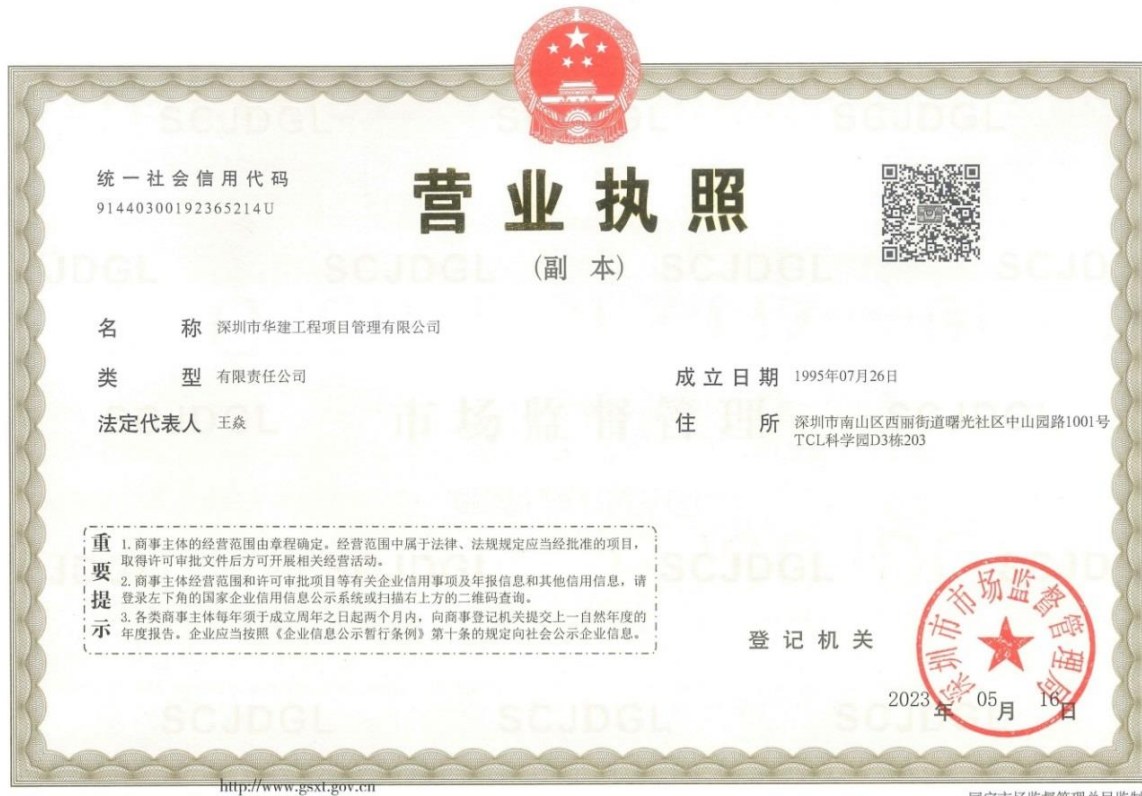 统一社会信用代码
91440300192365214U
营业执照
(副 本)
名 称 深圳市华建工程项目管理有限公司
类 型 有限责任公司
成立日期 1995年07月26日
法定代表人 王焱
住 所 深圳市南山区西丽街道曙光社区中山园路1001号
TCL科学园D3栋203
重要提示
1.商事主体的经营范围由章程确定。经营范围中属于法律、法规规定应当经批准的项目,
取得许可审批文件后方可开展相关经营活动。
2.商事主体经营范围和许可审批项目等有关企业信用事项及年报信息和其他信用信息,请
登录左下角的国家企业信用信息公示系统或扫描右上方的二维码查询。
3.各类商事主体每年须于成立周年之日起两个月内,向商事登记机关提交上一自然年度的
年度报告。企业应当按照《企业信息公示暂行条例》第十条的规定向社会公示企业信息。
登记机关
深圳市市场监督管理局
2023年05月16日
http://www.gsxt.gov.cn
国家市场监督管理总局监制
SCJDGL
市场监督管理